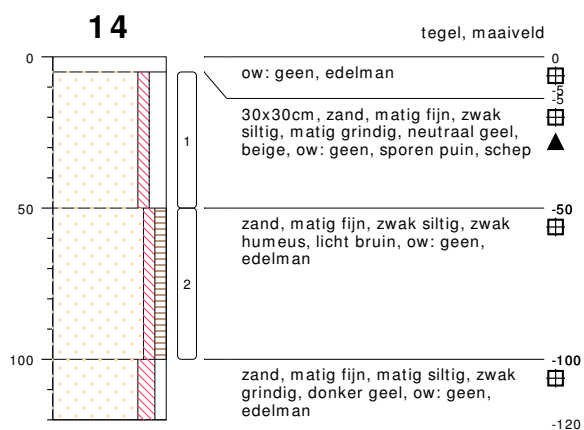 14
tegel, maaiveld
0
0
ow: geen, edelman
-5
-5
30x30cm, zand, matig fijn, zwak
siltig, matig grindig, neutraal geel,
beige, ow: geen, sporen puin, schep
1
50
-50
zand, matig fijn, zwak siltig, zwak
humeus, licht bruin, ow: geen,
edelman
2
100
-100
zand, matig fijn, matig siltig, zwak
grindig, donker geel, ow: geen,
edelman
-120